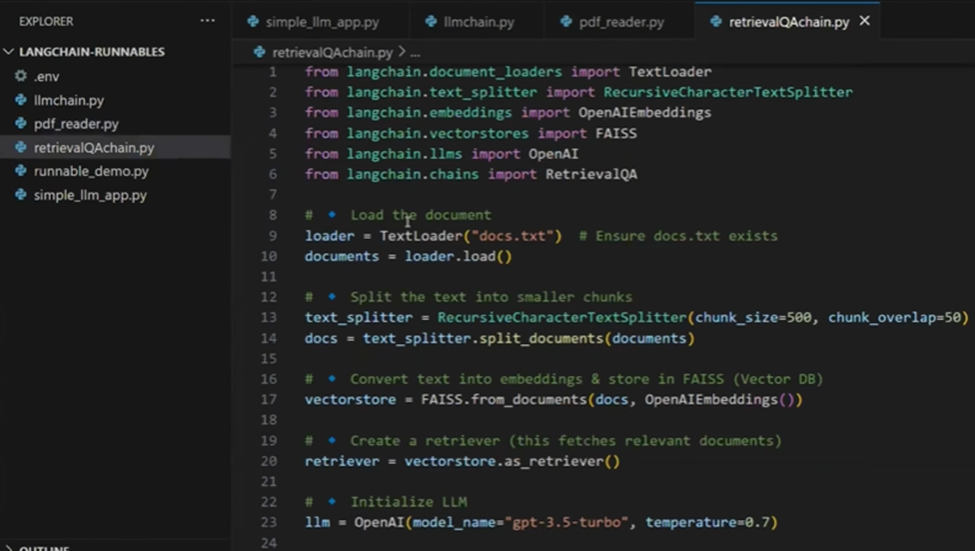 EXPLORER
...
simple_llm_app.py
llmchain.py
pdf_reader.py
retrievalQAchain.py
LANGCHAIN-RUNNABLES
.env
llmchain.py
pdf_reader.py
retrievalQAchain.py
runnable_demo.py
simple_llm_app.py
OUTLINE
retrievalQAchain.py > ...
1 from langchain.document_loaders import TextLoader
2 from langchain.text_splitter import RecursiveCharacterTextSplitter
3 from langchain.embeddings import OpenAIEmbeddings
4 from langchain.vectorstores import FAISS
5 from langchain.llms import OpenAI
6 from langchain.chains import RetrievalQA
7
8 # 🔹 Load the document
9 loader = TextLoader("docs.txt")  # Ensure docs.txt exists
10 documents = loader.load()
11
12 # 🔹 Split the text into smaller chunks
13 text_splitter = RecursiveCharacterTextSplitter(chunk_size=500, chunk_overlap=50)
14 docs = text_splitter.split_documents(documents)
15
16 # 🔹 Convert text into embeddings & store in FAISS (Vector DB)
17 vectorstore = FAISS.from_documents(docs, OpenAIEmbeddings())
18
19 # 🔹 Create a retriever (this fetches relevant documents)
20 retriever = vectorstore.as_retriever()
21
22 # 🔹 Initialize LLM
23 llm = OpenAI(model_name="gpt-3.5-turbo", temperature=0.7)
24